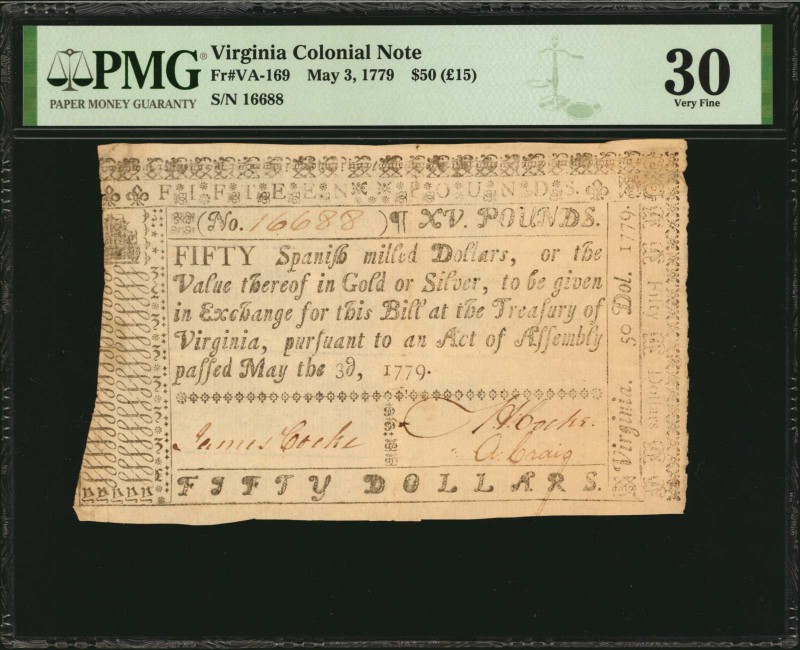 PMG®
PAPER MONEY GUARANTY
Virginia Colonial Note
Fr#VA-169 May 3, 1779 $50 (£15)
S/N 16688
30
Very Fine
FIFTEEN POUNDS.
(No. 16688 )¶ XV. POUNDS.
FIFTY Spaniſh milled Dollars, or the
Value thereof in Gold or Silver, to be given
in Exchange for this Bill at the Treaſury of
Virginia, purſuant to an Act of Aſſembly
paſſed May the 3d, 1779.
James Cocke
H. Cocke.
A. Craig
FIFTY DOLLARS.
Virginia. 50 Dol. 1779.
Fifty Dollars